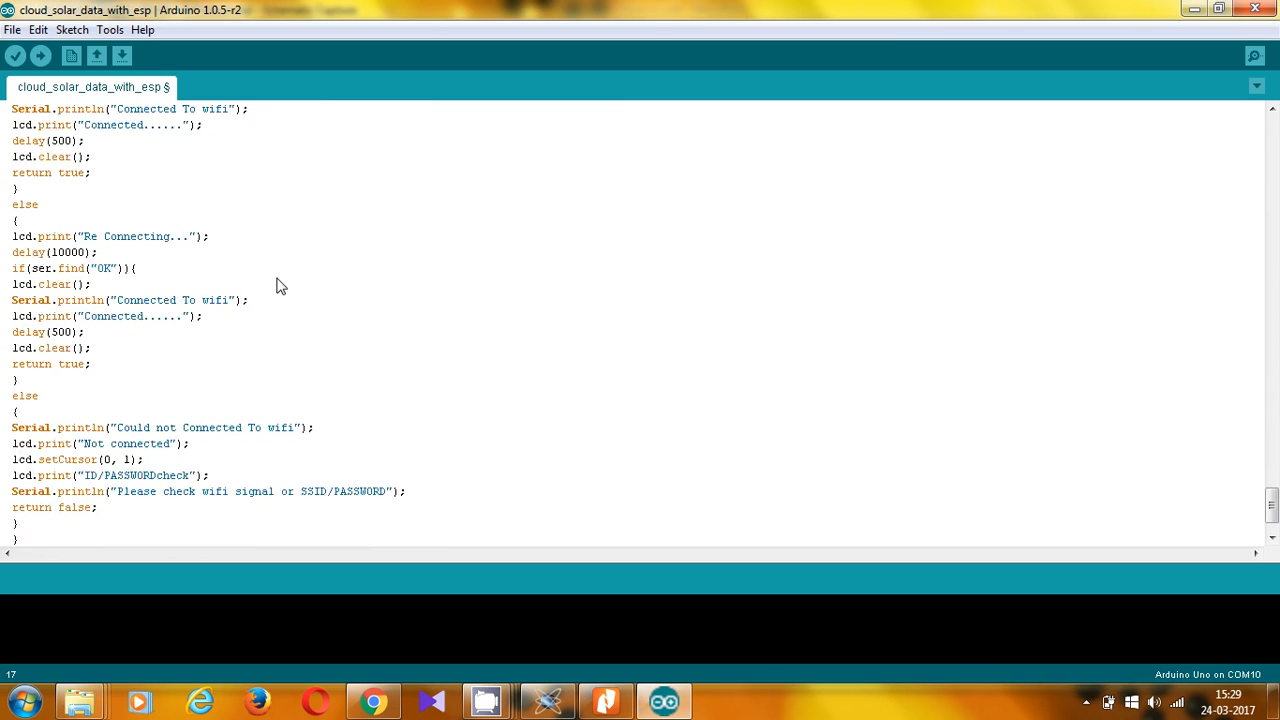 cloud_solar_data_with_esp | Arduino 1.0.5-r2
File Edit Sketch Tools Help
cloud_solar_data_with_esp §
Serial.println("Connected To wifi");
lcd.print("Connected......");
delay(500);
lcd.clear();
return true;
}
else
{
lcd.print("Re Connecting...");
delay(10000);
if(ser.find("OK")){
lcd.clear();
Serial.println("Connected To wifi");
lcd.print("Connected......");
delay(500);
lcd.clear();
return true;
}
else
{
Serial.println("Could not Connected To wifi");
lcd.print("Not connected");
lcd.setCursor(0, 1);
lcd.print("ID/PASSWORDcheck");
Serial.println("Please check wifi signal or SSID/PASSWORD");
return false;
}
}
17
Arduino Uno on COM10
15:29
24-03-2017